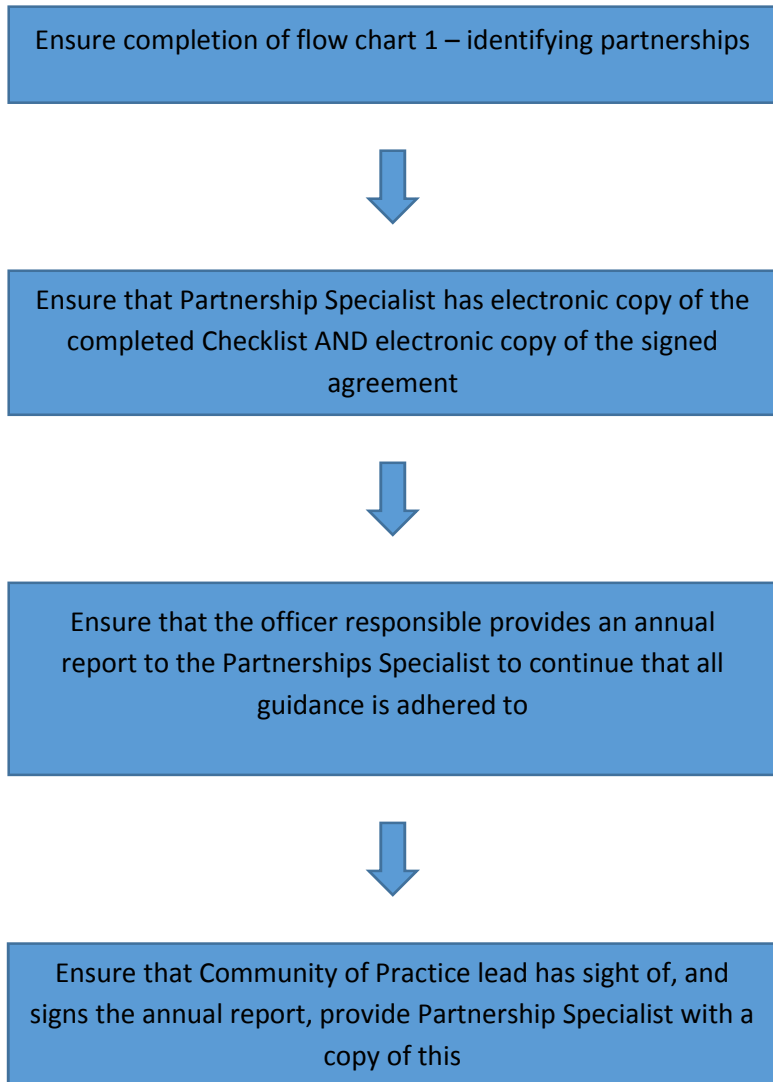 Ensure completion of flow chart 1 – identifying partnerships
Ensure that Partnership Specialist has electronic copy of the
completed Checklist AND electronic copy of the signed
agreement
Ensure that the officer responsible provides an annual
report to the Partnerships Specialist to continue that all
guidance is adhered to
Ensure that Community of Practice lead has sight of, and
signs the annual report, provide Partnership Specialist with a
copy of this